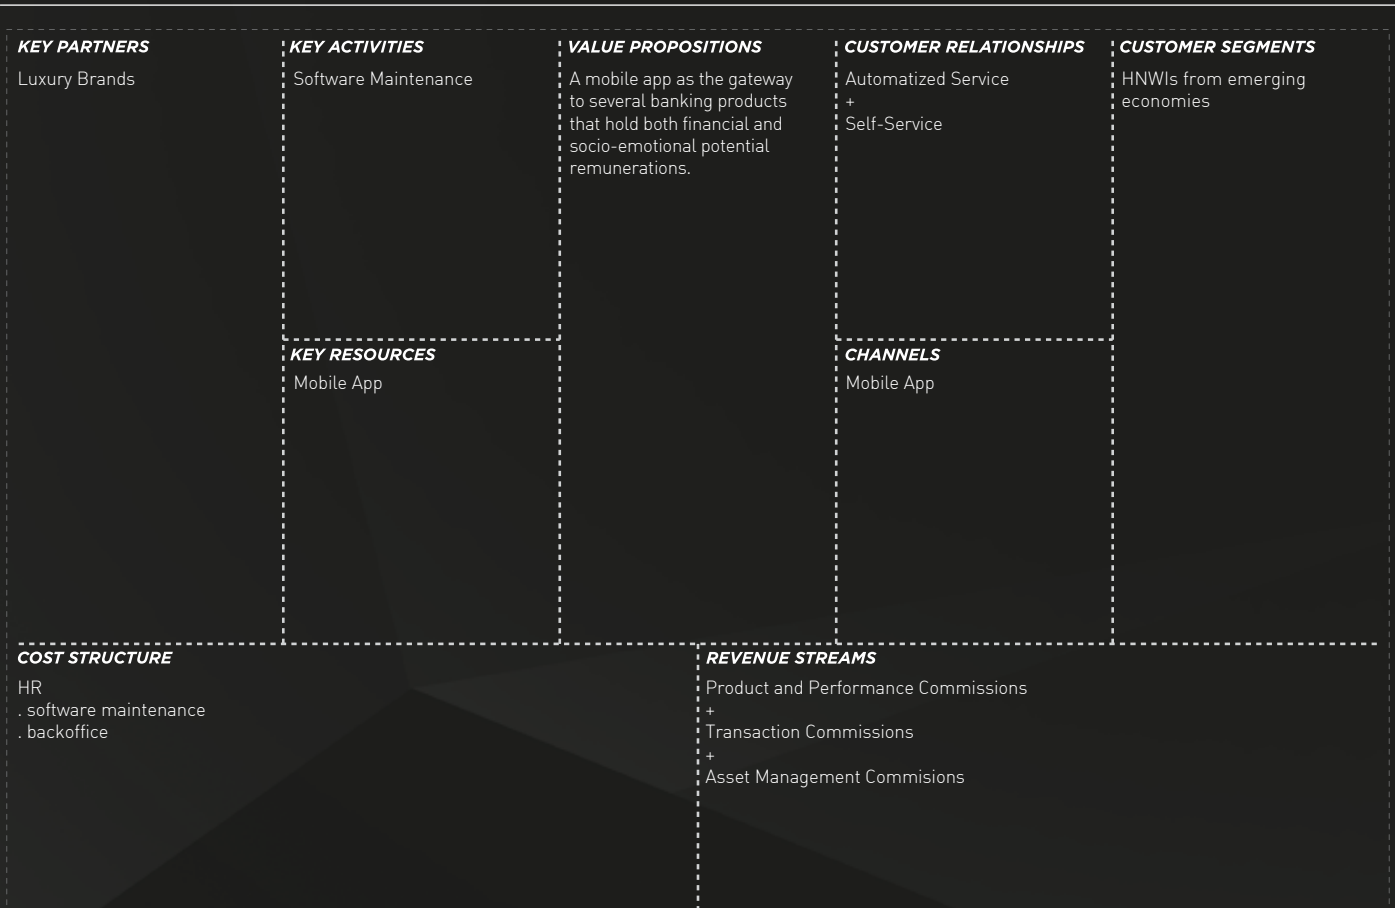 KEY PARTNERS
Luxury Brands
KEY ACTIVITIES
Software Maintenance
KEY RESOURCES
Mobile App
VALUE PROPOSITIONS
A mobile app as the gateway
to several banking products
that hold both financial and
socio-emotional potential
remunerations.
CUSTOMER RELATIONSHIPS
Automatized Service
+
Self-Service
CHANNELS
Mobile App
CUSTOMER SEGMENTS
HNWIs from emerging
economies
COST STRUCTURE
HR
. software maintenance
. backoffice
REVENUE STREAMS
Product and Performance Commissions
+
Transaction Commissions
+
Asset Management Commisions